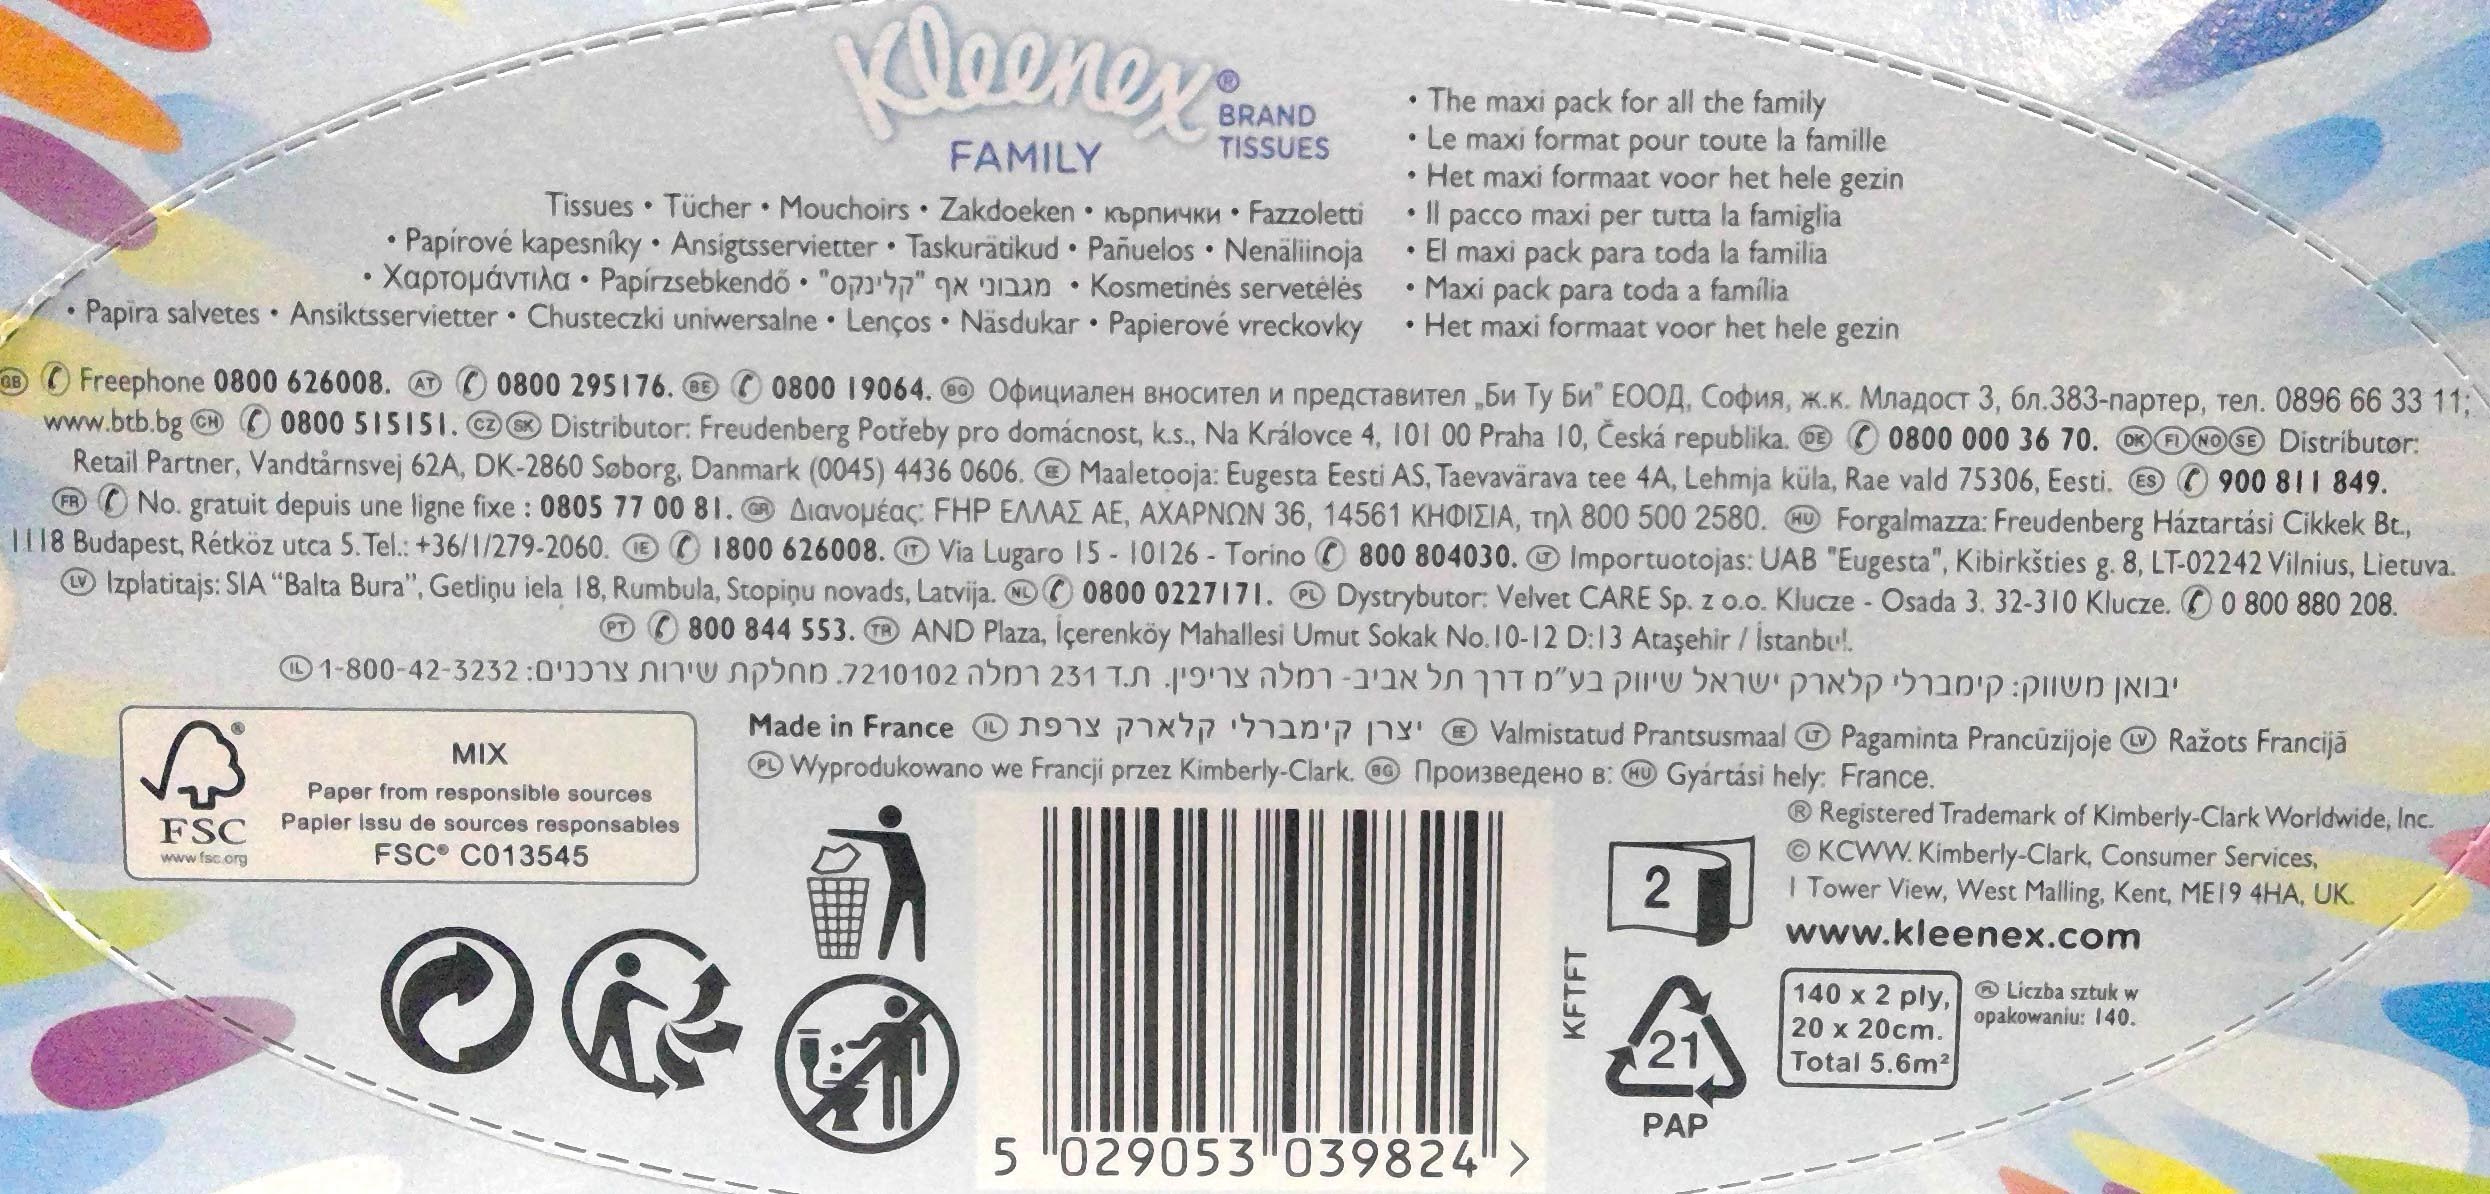 Kleenex®
BRAND
TISSUES
FAMILY
Tissues • Tücher • Mouchoirs • Zakdoeken • кърпички • Fazzoletti
• Papírové kapesníky • Ansigtsservietter • Taskurätikud • Pañuelos • Nenäliinoja
• Χαρτομάντιλα • Papírzsebkendő • מגבוני אף "קלינקס" • Kosmetinės servetėlės
• Papīra salvetes • Ansiktsservietter • Chusteczki uniwersalne • Lenços • Näsdukar • Papierové vreckovky
• The maxi pack for all the family
• Le maxi format pour toute la famille
• Het maxi formaat voor het hele gezin
• Il pacco maxi per tutta la famiglia
• El maxi pack para toda la familia
• Maxi pack para toda a família
• Het maxi formaat voor het hele gezin
GB Freephone 0800 626008. AT 0800 295176. BE 0800 19064. BG Официален вносител и представител „Би Ту Би" ЕООД, София, ж.к. Младост 3, бл.383-партер, тел. 0896 66 33 11;
www.btb.bg CH 0800 515151. CZ SK Distributor: Freudenberg Potřeby pro domácnost, k.s., Na Královce 4, 101 00 Praha 10, Česká republika. DE 0800 000 36 70. DK FI NO SE Distributør:
Retail Partner, Vandtårnsvej 62A, DK-2860 Søborg, Danmark (0045) 4436 0606. EE Maaletooja: Eugesta Eesti AS, Taevavärava tee 4A, Lehmja küla, Rae vald 75306, Eesti. ES 900 811 849.
FR No. gratuit depuis une ligne fixe : 0805 77 00 81. GR Διανομέας: FHP ΕΛΛΑΣ ΑΕ, ΑΧΑΡΝΩΝ 36, 14561 ΚΗΦΙΣΙΑ, τηλ 800 500 2580. HU Forgalmazza: Freudenberg Háztartási Cikkek Bt.,
1118 Budapest, Rétköz utca 5. Tel.: +36/1/279-2060. IE 1800 626008. IT Via Lugaro 15 - 10126 - Torino 800 804030. LT Importuotojas: UAB "Eugesta", Kibirkšties g. 8, LT-02242 Vilnius, Lietuva.
LV Izplatitajs: SIA “Balta Bura”, Getliņu iela 18, Rumbula, Stopiņu novads, Latvija. NL 0800 0227171. PL Dystrybutor: Velvet CARE Sp. z o.o. Klucze - Osada 3. 32-310 Klucze. 0 800 880 208.
PT 800 844 553. TR AND Plaza, İçerenköy Mahallesi Umut Sokak No.10-12 D:13 Ataşehir / İstanbul.
יבואן משווק: קימברלי קלארק ישראל שיווק בע"מ דרך תל אביב- רמלה צריפין. ת.ד 231 רמלה 7210102. מחלקת שירות צרכנים: 1-800-42-3232 IL
Made in France IL יצרן קימברלי קלארק צרפת EE Valmistatud Prantsusmaal LT Pagaminta Prancūzijoje LV Ražots Francijā
PL Wyprodukowano we Francji przez Kimberly-Clark. BG Произведено в: HU Gyártási hely: France.
MIX
Paper from responsible sources
Papier issu de sources responsables
FSC® C013545
®
FSC
www.fsc.org
® Registered Trademark of Kimberly-Clark Worldwide, Inc.
© KCWW. Kimberly-Clark, Consumer Services,
1 Tower View, West Malling, Kent, ME19 4HA, UK.
www.kleenex.com
2
KFTFT
21
PAP
140 x 2 ply,
20 x 20cm.
Total 5.6m²
PL Liczba sztuk w
opakowaniu: 140.
5 029053 039824 >